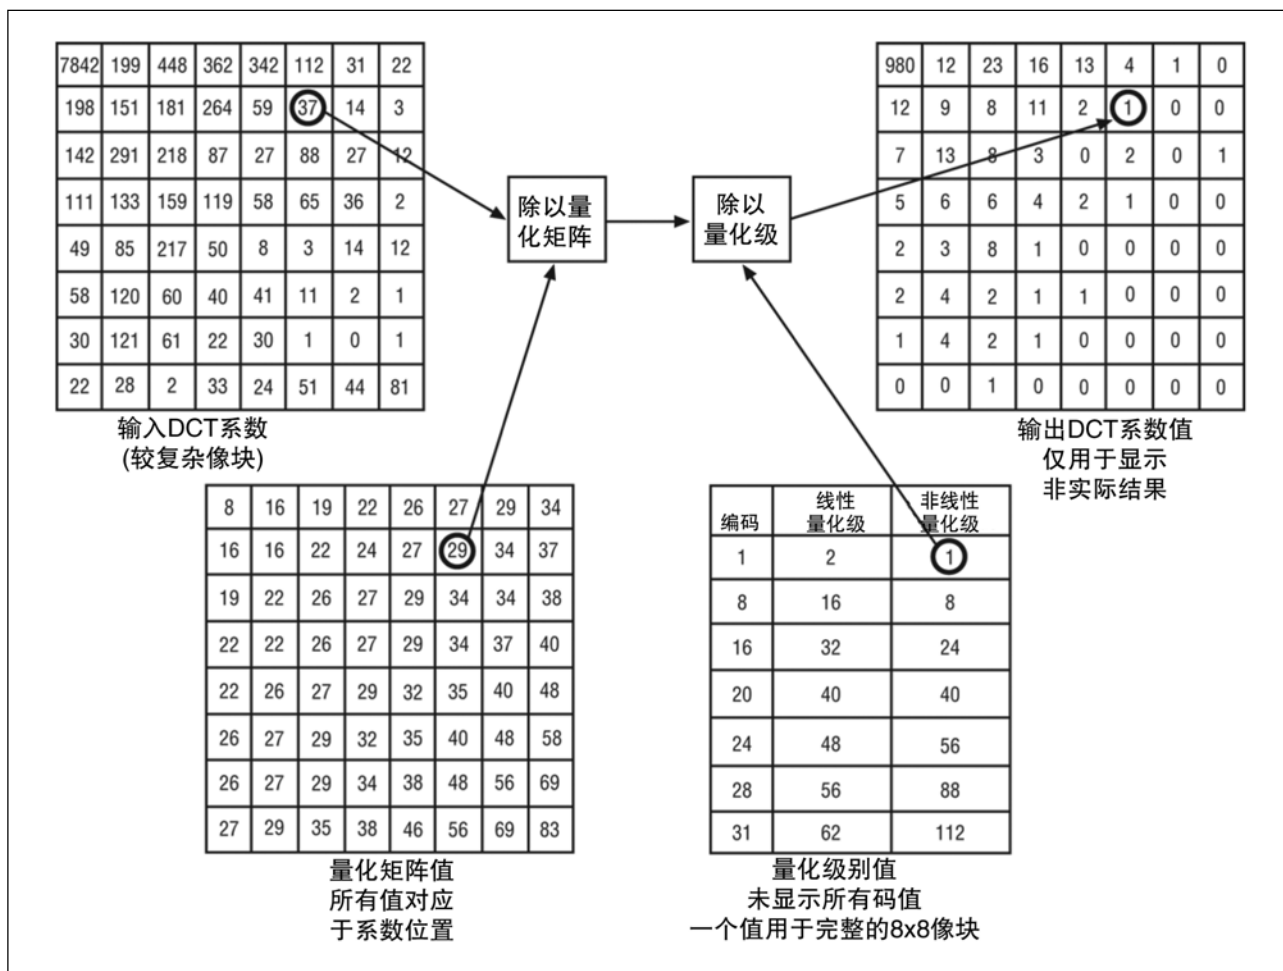 7842 199 448 362 342 112 31 22
198 151 181 264 59 37 14 3
142 291 218 87 27 88 27 12
111 133 159 119 58 65 36 2
49 85 217 50 8 3 14 12
58 120 60 40 41 11 2 1
30 121 61 22 30 1 0 1
22 28 2 33 24 51 44 81
输入DCT系数
(较复杂像块)
除以量
化矩阵
除以
量化级
980 12 23 16 13 4 1 0
12 9 8 11 2 1 0 0
7 13 8 3 0 2 0 1
5 6 6 4 2 1 0 0
2 3 8 1 0 0 0 0
2 4 2 1 1 0 0 0
1 4 2 1 0 0 0 0
0 0 1 0 0 0 0 0
输出DCT系数值
仅用于显示
非实际结果
8 16 19 22 26 27 29 34
16 16 22 24 27 29 34 37
19 22 26 27 29 34 34 38
22 22 26 27 29 34 37 40
22 26 27 29 32 35 40 48
26 27 29 32 35 40 48 58
26 27 29 34 38 48 56 69
27 29 35 38 46 56 69 83
量化矩阵值
所有值对应
于系数位置
编码 线性量化级 非线性量化级
1 2 1
8 16 8
16 32 24
20 40 40
24 48 56
28 56 88
31 62 112
量化级别值
未显示所有码值
一个值用于完整的8x8像块